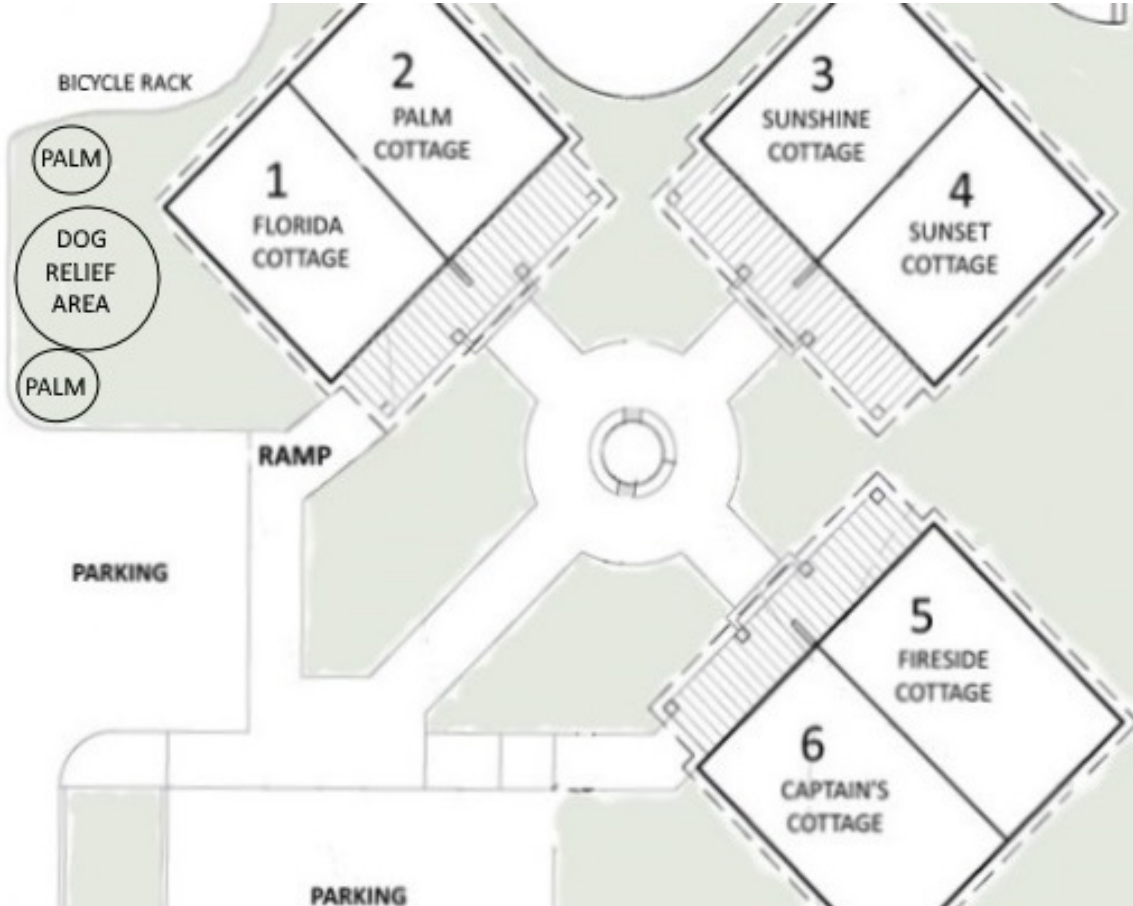 BICYCLE RACK
PALM
DOG
RELIEF
AREA
PALM
1
FLORIDA
COTTAGE
2
PALM
COTTAGE
3
SUNSHINE
COTTAGE
4
SUNSET
COTTAGE
RAMP
PARKING
5
FIRESIDE
COTTAGE
6
CAPTAIN'S
COTTAGE
PARKING